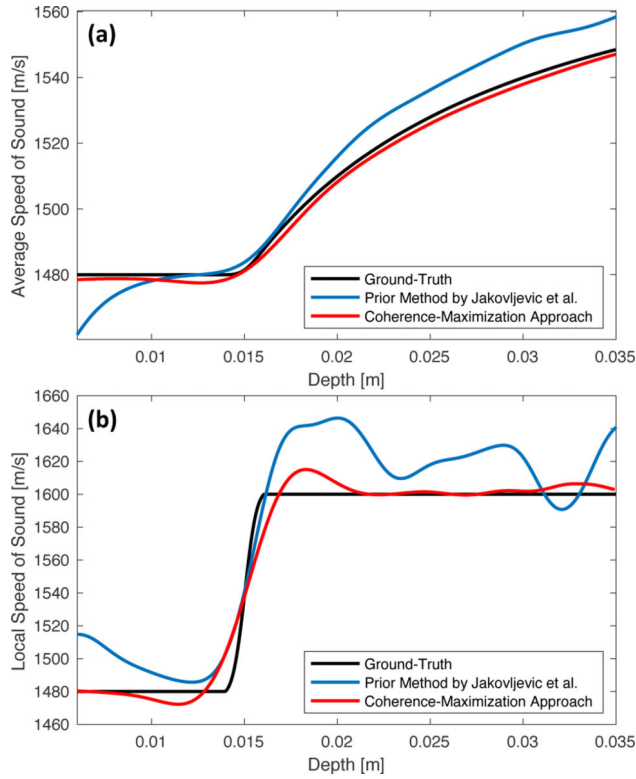 (a)
Average Speed of Sound [m/s]
1560
1540
1520
1500
1480
Ground-Truth
Prior Method by Jakovljevic et al.
Coherence-Maximization Approach
0.01 0.015 0.02 0.025 0.03 0.035
Depth [m]
(b)
Local Speed of Sound [m/s]
1660
1640
1620
1600
1580
1560
1540
1520
1500
1480
1460
Ground-Truth
Prior Method by Jakovljevic et al.
Coherence-Maximization Approach
0.01 0.015 0.02 0.025 0.03 0.035
Depth [m]